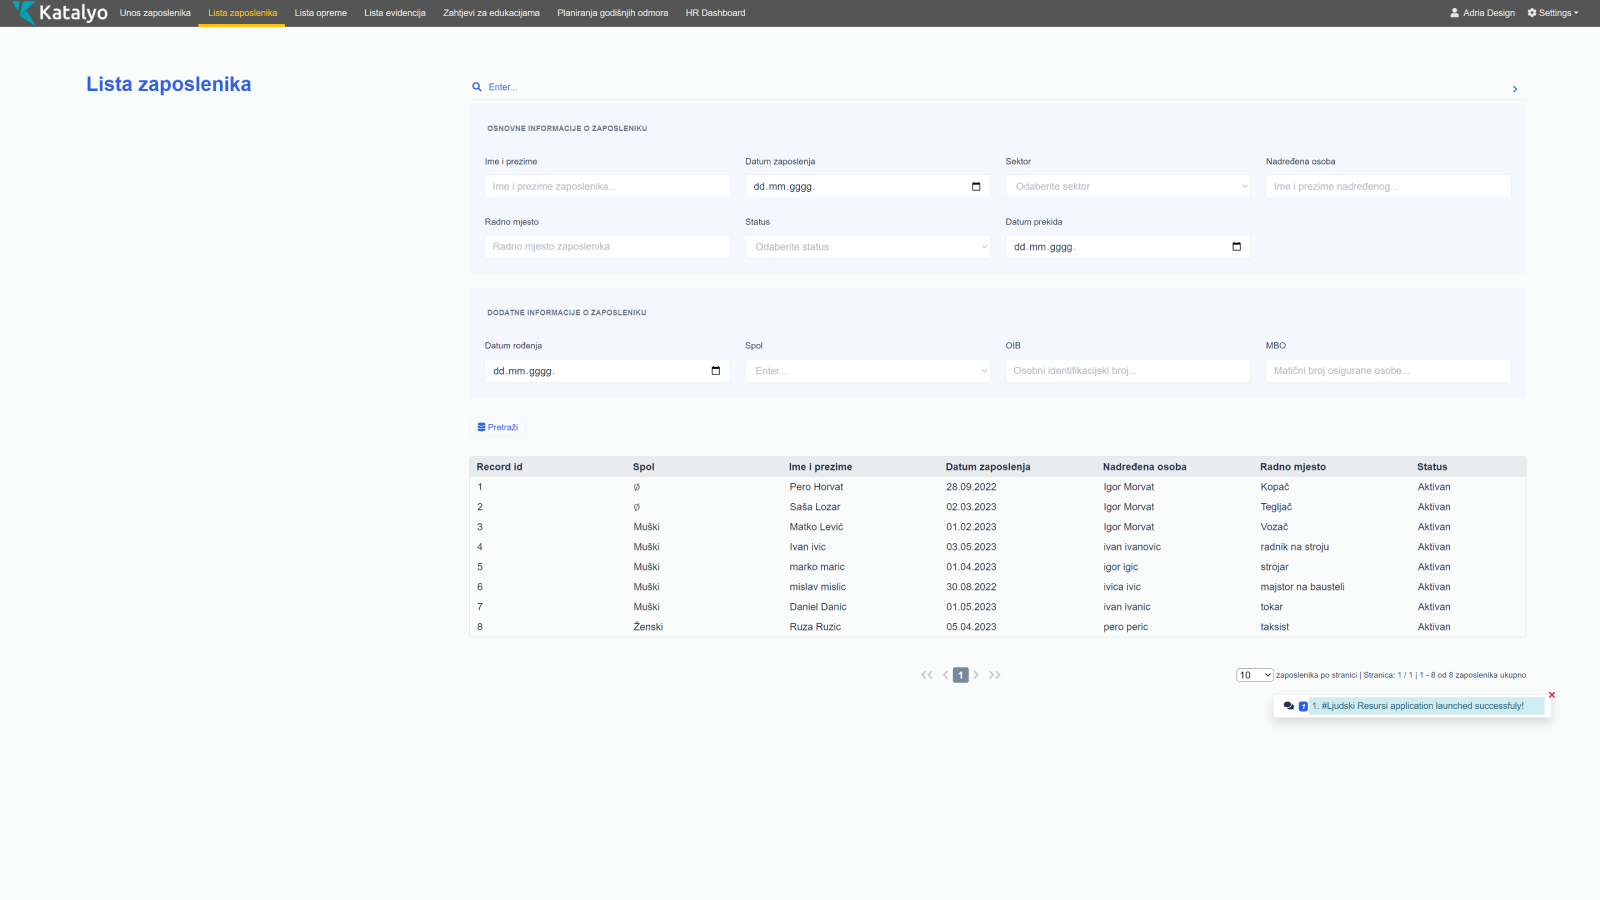 Katalyo Unos zaposlenika Lista zaposlenika Lista opreme Lista evidencija Zahtjevi za edukacijama Planiranja godišnjih odmora HR Dashboard Adria Design Settings
Lista zaposlenika
Enter...
OSNOVNE INFORMACIJE O ZAPOSLENIKU
Ime i prezime Datum zaposlenja Sektor Nadređena osoba
Ime i prezime zaposlenika... dd.mm.gggg. Odaberite sektor Ime i prezime nadređenog...
Radno mjesto Status Datum prekida
Radno mjesto zaposlenika Odaberite status dd.mm.gggg.
DODATNE INFORMACIJE O ZAPOSLENIKU
Datum rođenja Spol OIB MBO
dd.mm.gggg. Enter... Osobni identifikacijski broj... Matični broj osigurane osobe...
Pretraži
Record id Spol Ime i prezime Datum zaposlenja Nadređena osoba Radno mjesto Status
1 Ø Pero Horvat 28.09.2022 Igor Morvat Kopač Aktivan
2 Ø Saša Lozar 02.03.2023 Igor Morvat Tegljač Aktivan
3 Muški Matko Lević 01.02.2023 Igor Morvat Vozač Aktivan
4 Muški Ivan ivic 03.05.2023 ivan ivanovic radnik na stroju Aktivan
5 Muški marko maric 01.04.2023 igor igic strojar Aktivan
6 Muški mislav mislic 30.08.2022 ivica ivic majstor na bausteli Aktivan
7 Muški Daniel Danic 01.05.2023 ivan ivanic tokar Aktivan
8 Ženski Ruza Ruzic 05.04.2023 pero peric taksist Aktivan
1 10 zaposlenika po stranici | Stranica: 1 / 1 | 1 - 8 od 8 zaposlenika ukupno
1. #Ljudski Resursi application launched successfuly!